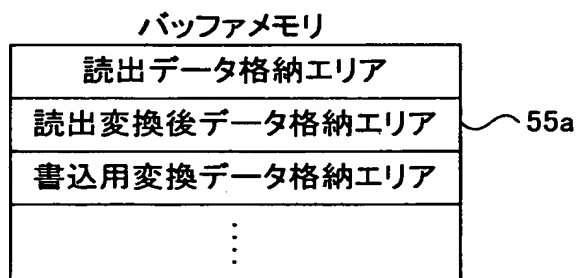 バッファメモリ
読出データ格納エリア
読出変換後データ格納エリア 55a
書込用変換データ格納エリア
⋮